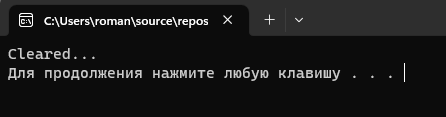 C:\Users\roman\source\repos
Cleared...
Для продолжения нажмите любую клавишу . . .